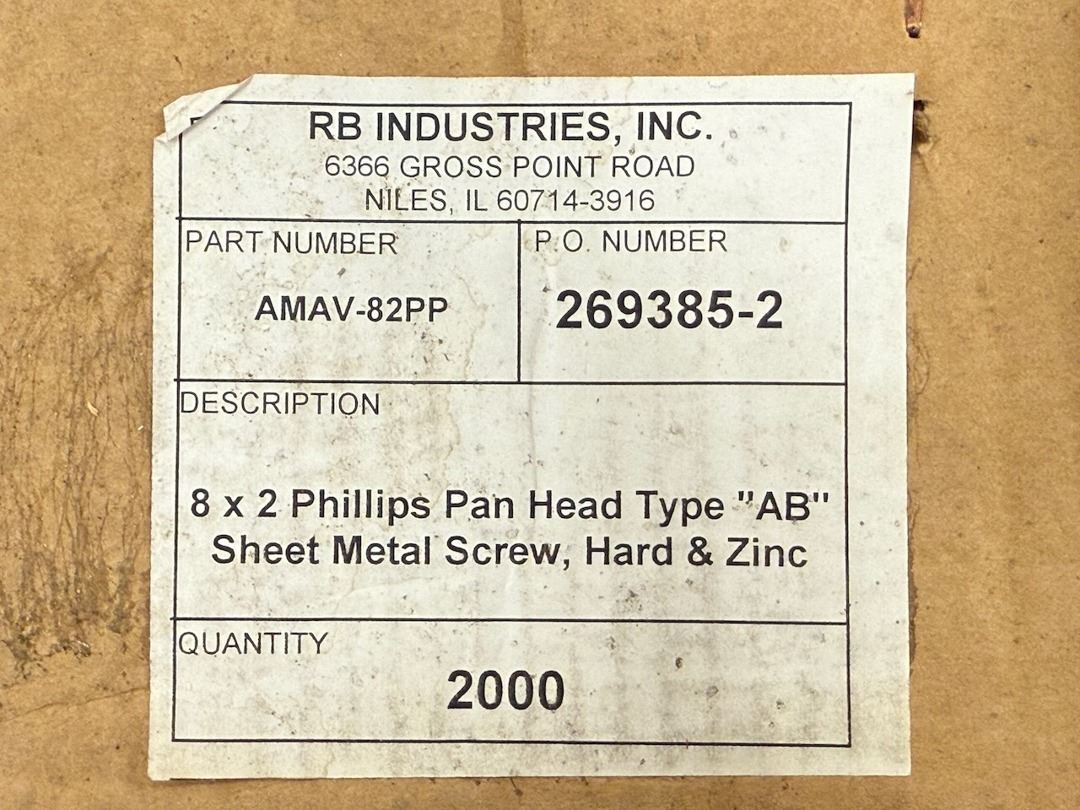 RB INDUSTRIES, INC.
6366 GROSS POINT ROAD
NILES, IL 60714-3916
PART NUMBER
AMAV-82PP
P.O. NUMBER
269385-2
DESCRIPTION
8 x 2 Phillips Pan Head Type "AB"
Sheet Metal Screw, Hard & Zinc
QUANTITY
2000